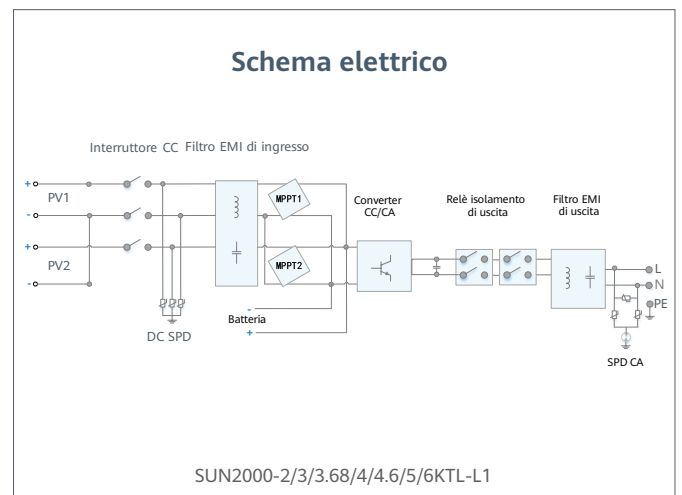 Schema elettrico
Interruttore CC Filtro EMI di ingresso
+ PV1
-
+
PV2
-
MPPT1
MPPT2
-
Batteria
+
DC SPD
Converter
CC/CA
Relè isolamento
di uscita
Filtro EMI
di uscita
L
N
PE
SPD CA
SUN2000-2/3/3.68/4/4.6/5/6KTL-L1